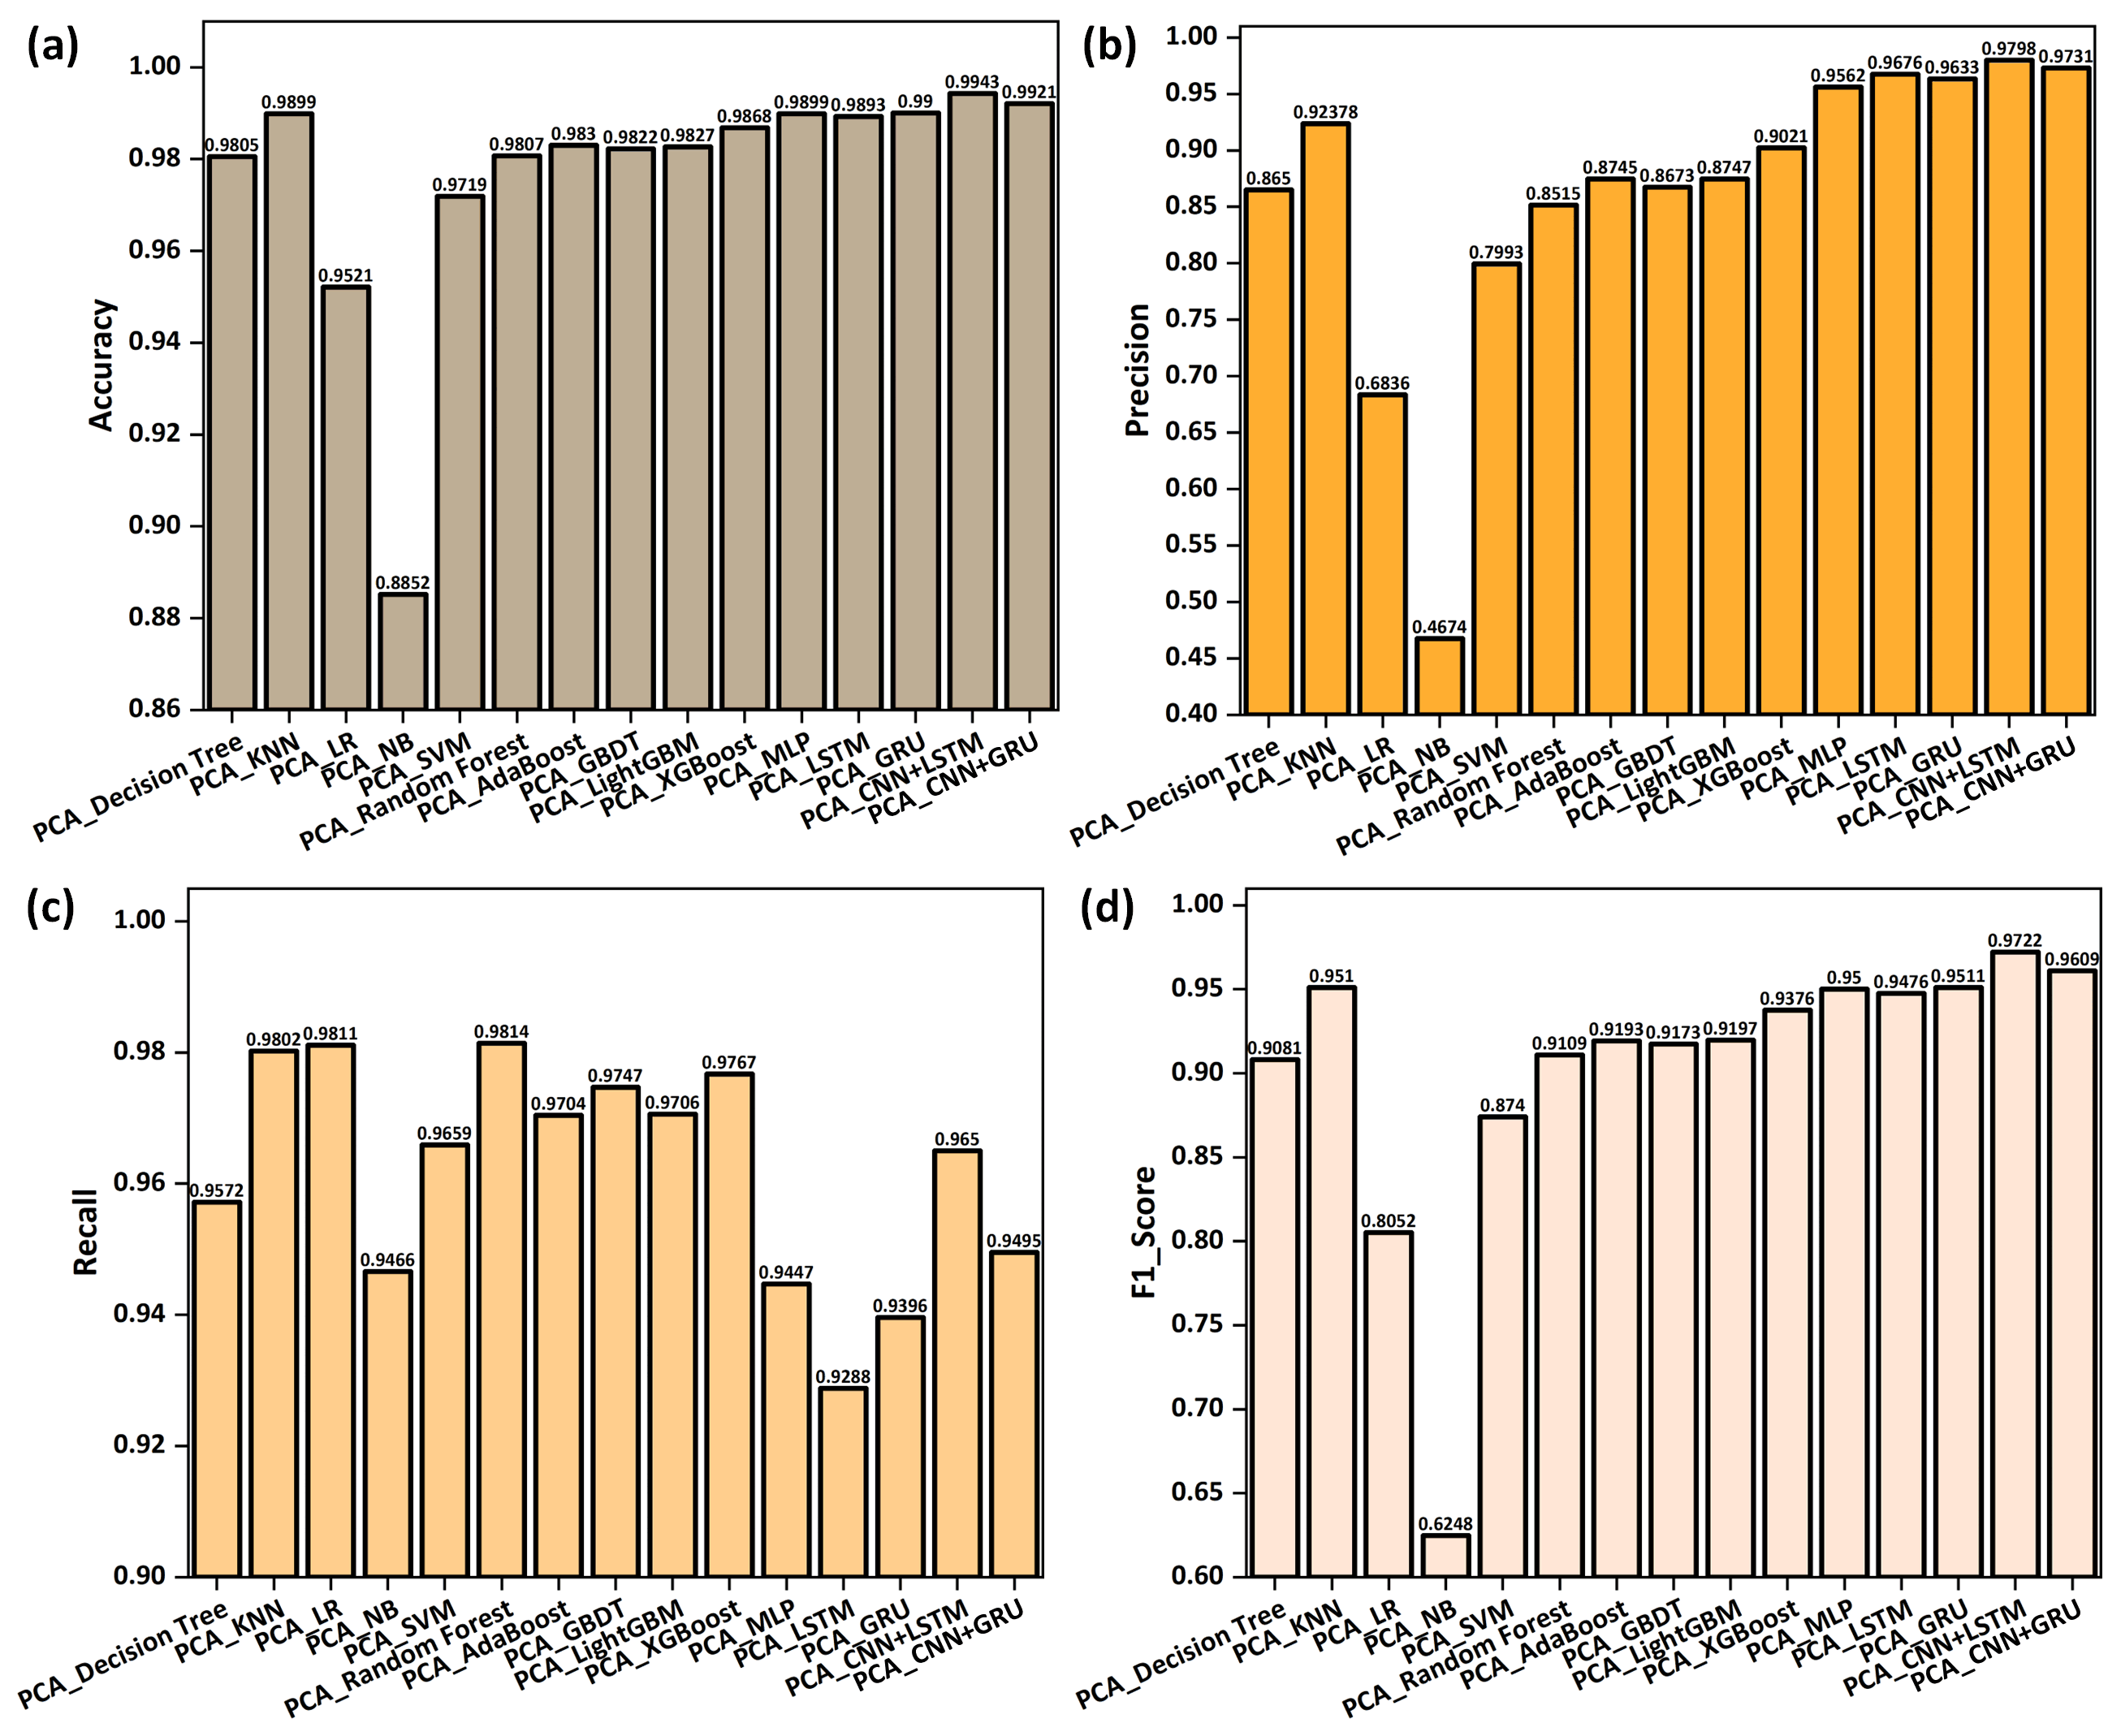 (a)
Accuracy
1.00
0.98
0.96
0.94
0.92
0.90
0.88
0.86
0.9805
0.9899
0.9521
0.8852
0.9719
0.9807
0.983
0.9822
0.9827
0.9868
0.9899
0.9893
0.99
0.9943
0.9921
PCA_Decision Tree
PCA_KNN
PCA_LR
PCA_NB
PCA_SVM
PCA_Random Forest
PCA_AdaBoost
PCA_GBDT
PCA_LightGBM
PCA_XGBoost
PCA_MLP
PCA_LSTM
PCA_GRU
PCA_CNN+LSTM
PCA_CNN+GRU
(b)
Precision
1.00
0.95
0.90
0.85
0.80
0.75
0.70
0.65
0.60
0.55
0.50
0.45
0.40
0.865
0.92378
0.6836
0.4674
0.7993
0.8515
0.8745
0.8673
0.8747
0.9021
0.9562
0.9676
0.9633
0.9798
0.9731
PCA_Decision Tree
PCA_KNN
PCA_LR
PCA_NB
PCA_SVM
PCA_Random Forest
PCA_AdaBoost
PCA_GBDT
PCA_LightGBM
PCA_XGBoost
PCA_MLP
PCA_LSTM
PCA_GRU
PCA_CNN+LSTM
PCA_CNN+GRU
(c)
Recall
1.00
0.98
0.96
0.94
0.92
0.90
0.9572
0.9802
0.9811
0.9466
0.9659
0.9814
0.9704
0.9747
0.9706
0.9767
0.9447
0.9288
0.9396
0.965
0.9495
PCA_Decision Tree
PCA_KNN
PCA_LR
PCA_NB
PCA_SVM
PCA_Random Forest
PCA_AdaBoost
PCA_GBDT
PCA_LightGBM
PCA_XGBoost
PCA_MLP
PCA_LSTM
PCA_GRU
PCA_CNN+LSTM
PCA_CNN+GRU
(d)
F1_Score
1.00
0.95
0.90
0.85
0.80
0.75
0.70
0.65
0.60
0.9081
0.951
0.8052
0.6248
0.874
0.9109
0.9193
0.9173
0.9197
0.9376
0.95
0.9476
0.9511
0.9722
0.9609
PCA_Decision Tree
PCA_KNN
PCA_LR
PCA_NB
PCA_SVM
PCA_Random Forest
PCA_AdaBoost
PCA_GBDT
PCA_LightGBM
PCA_XGBoost
PCA_MLP
PCA_LSTM
PCA_GRU
PCA_CNN+LSTM
PCA_CNN+GRU